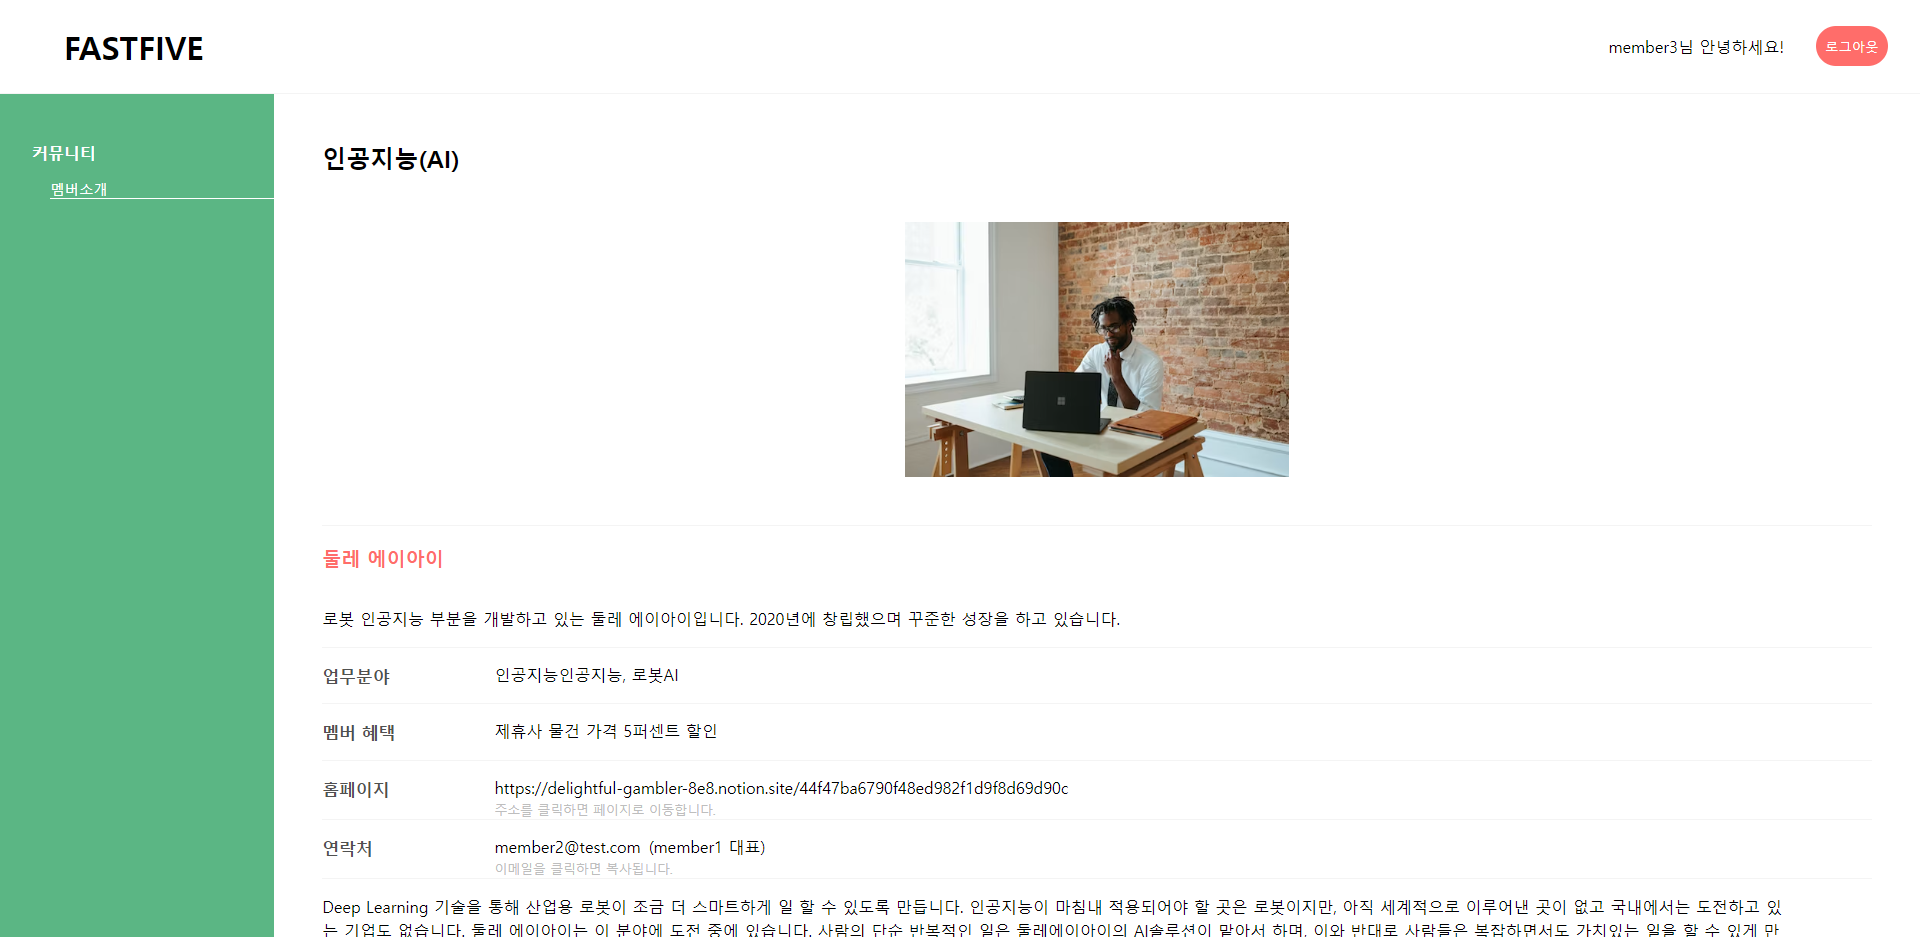 FASTFIVE
member3님 안녕하세요!
로그아웃
커뮤니티
멤버소개
인공지능(AI)
둘레 에이아이
로봇 인공지능 부분을 개발하고 있는 둘레 에이아이입니다. 2020년에 창립했으며 꾸준한 성장을 하고 있습니다.
업무분야
인공지능인공지능, 로봇AI
멤버 혜택
제휴사 물건 가격 5퍼센트 할인
홈페이지
https://delightful-gambler-8e8.notion.site/44f47ba6790f48ed982f1d9f8d69d90c
주소를 클릭하면 페이지로 이동합니다.
연락처
member2@test.com (member1 대표)
이메일을 클릭하면 복사됩니다.
Deep Learning 기술을 통해 산업용 로봇이 조금 더 스마트하게 일 할 수 있도록 만듭니다. 인공지능이 마침내 적용되어야 할 곳은 로봇이지만, 아직 세계적으로 이루어낸 곳이 없고 국내에서는 도전하고 있
는 기업도 없습니다. 둘레 에이아이는 이 분야에 도전 중에 있습니다. 사람의 단순 반복적인 일은 둘레에이아이의 AI솔루션이 맡아서 하며, 이와 반대로 사람들은 복잡하면서도 가치있는 일을 할 수 있게 만